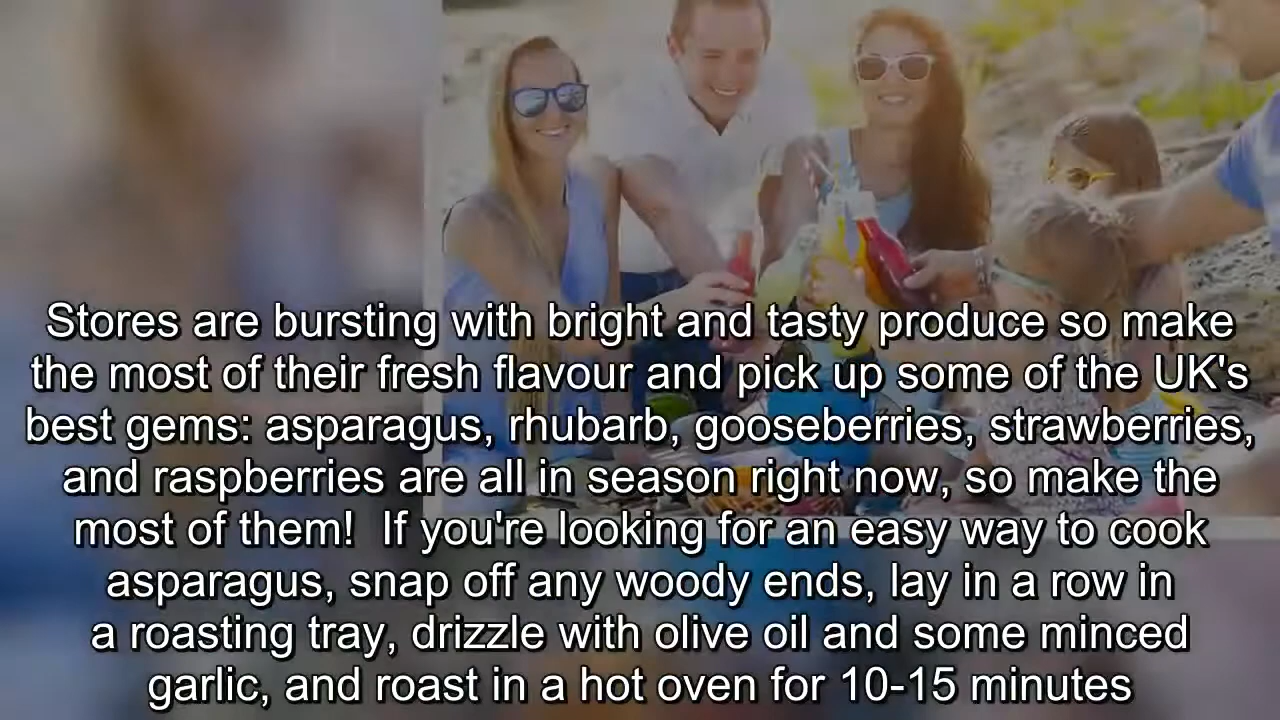 Stores are bursting with bright and tasty produce so make
the most of their fresh flavour and pick up some of the UK's
best gems: asparagus, rhubarb, gooseberries, strawberries,
and raspberries are all in season right now, so make the
most of them!  If you're looking for an easy way to cook
asparagus, snap off any woody ends, lay in a row in
a roasting tray, drizzle with olive oil and some minced
garlic, and roast in a hot oven for 10-15 minutes